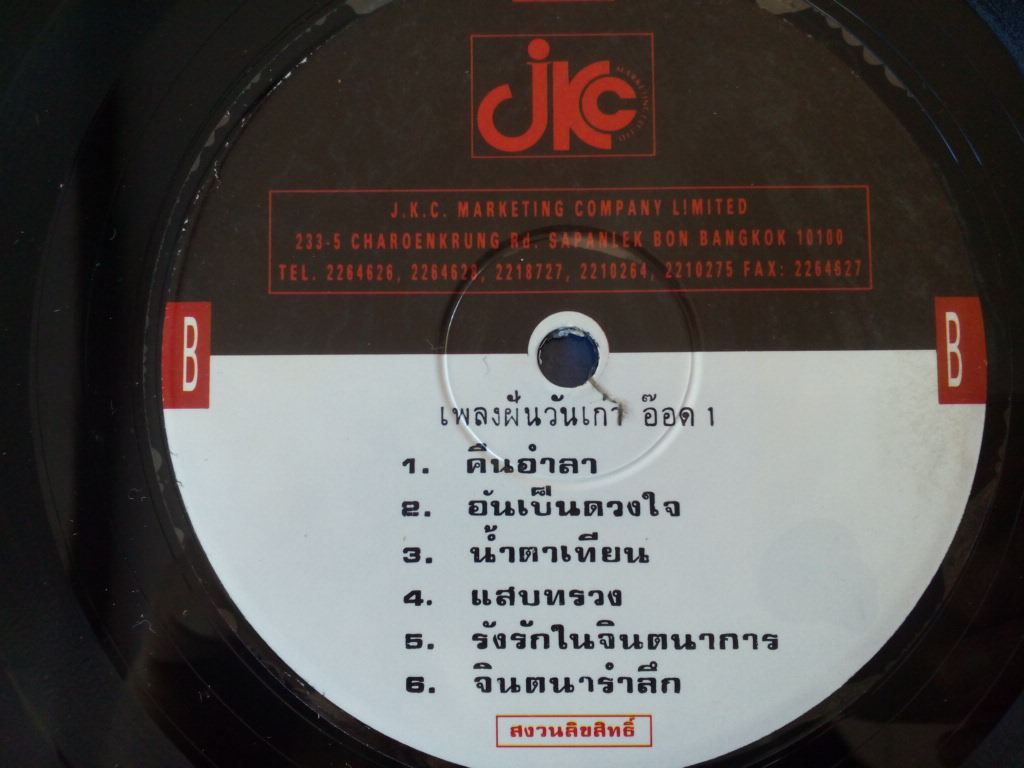 JKC
MARKETING CO.,LTD.
J.K.C. MARKETING COMPANY LIMITED
233-5 CHAROENKRUNG Rd. SAPANLEK BON BANGKOK 10100
TEL. 2264626, 2264628, 2218727, 2210264, 2210275 FAX: 2264627
B
B
เพลงฝันวันเก่า อ๊อด 1
1. คืนอำลา
2. อันเป็นดวงใจ
3. น้ำตาเทียน
4. แสบทรวง
5. รังรักในจินตนาการ
6. จินตนารำลึก
สงวนลิขสิทธิ์